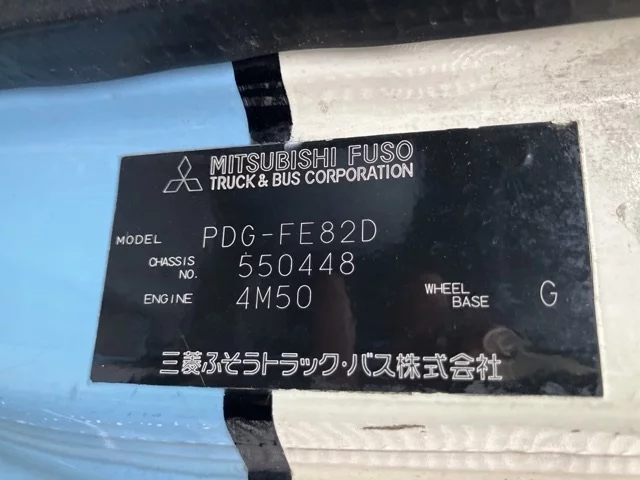 MITSUBISHI FUSO
TRUCK & BUS CORPORATION
MODEL PDG-FE82D
CHASSIS NO. 550448
ENGINE 4M50 WHEEL BASE G
三菱ふそうトラック・バス株式会社